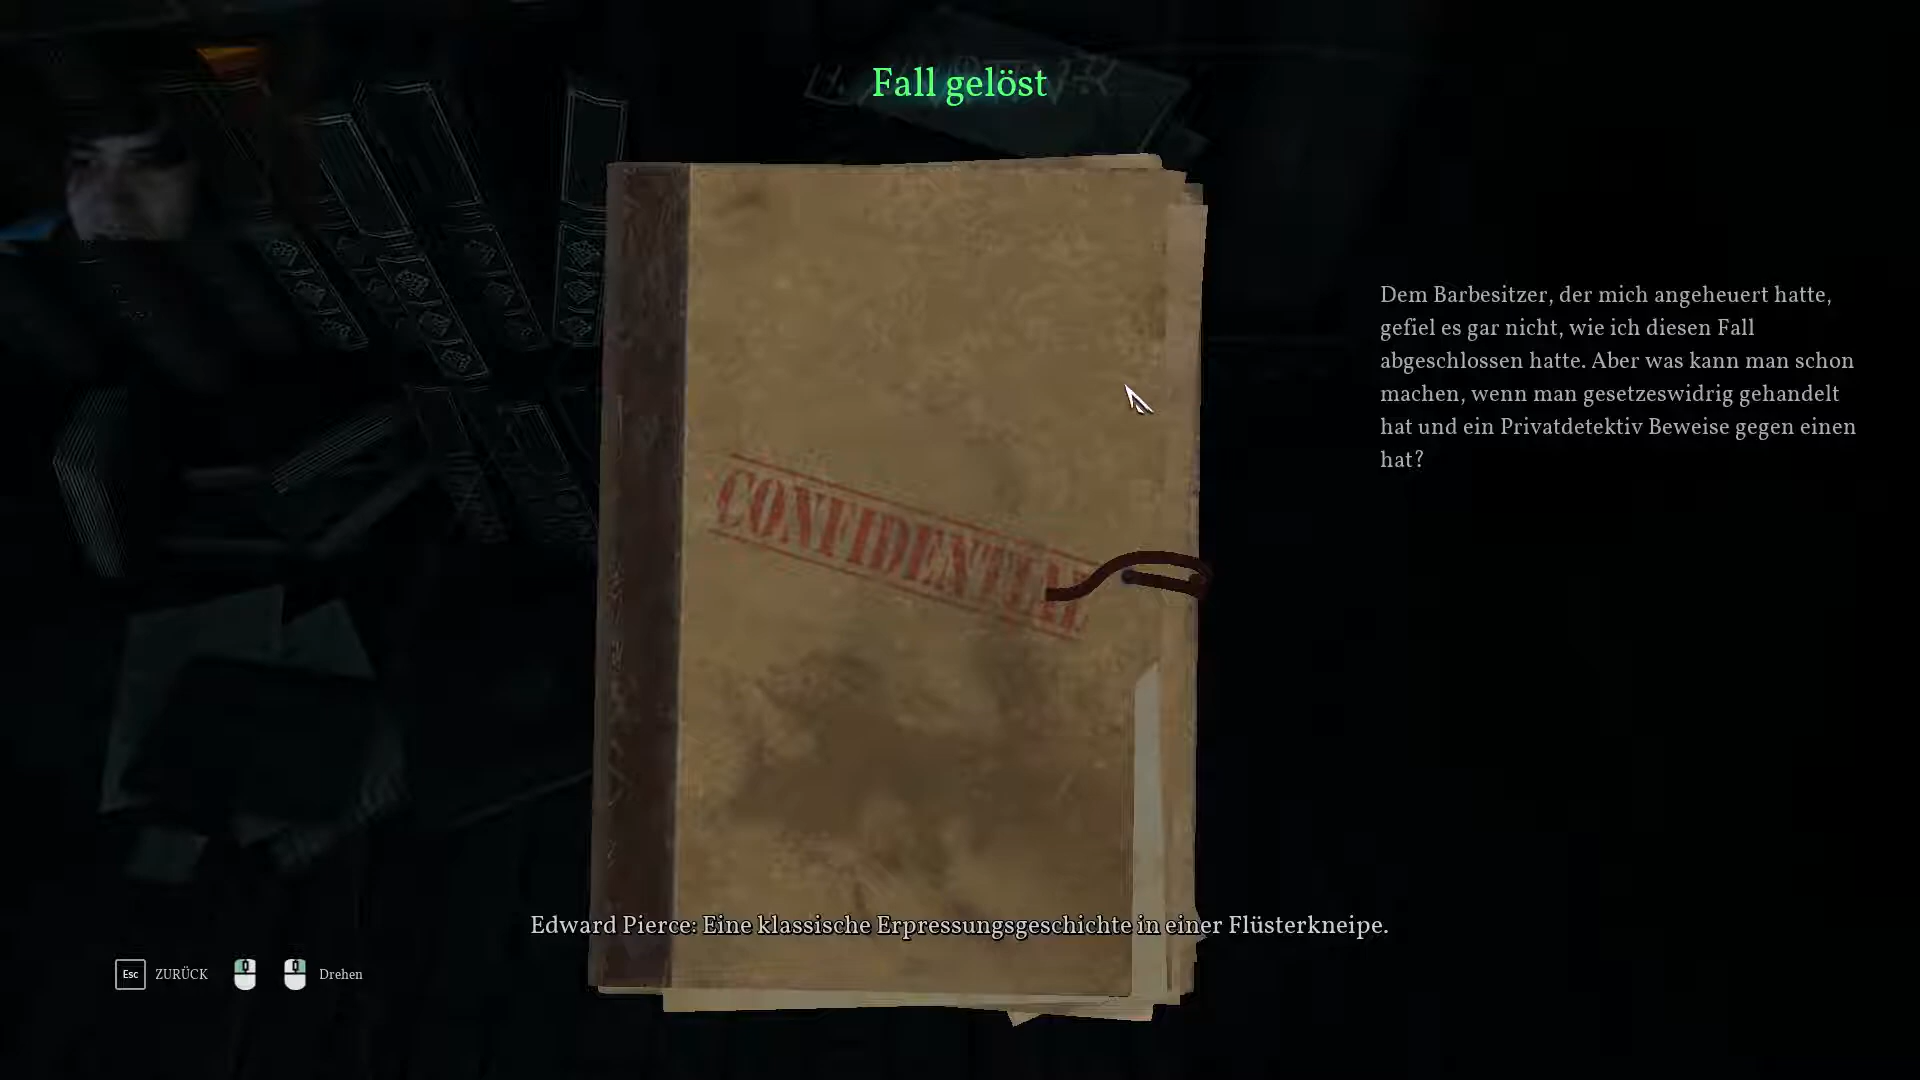 Fall gelöst
Dem Barbesitzer, der mich angeheuert hatte,
gefiel es gar nicht, wie ich diesen Fall
abgeschlossen hatte. Aber was kann man schon
machen, wenn man gesetzeswidrig gehandelt
hat und ein Privatdetektiv Beweise gegen einen
hat?
CONFIDENTIAL
Edward Pierce: Eine klassische Erpressungsgeschichte in einer Flüsterkneipe.
Esc ZURÜCK Drehen